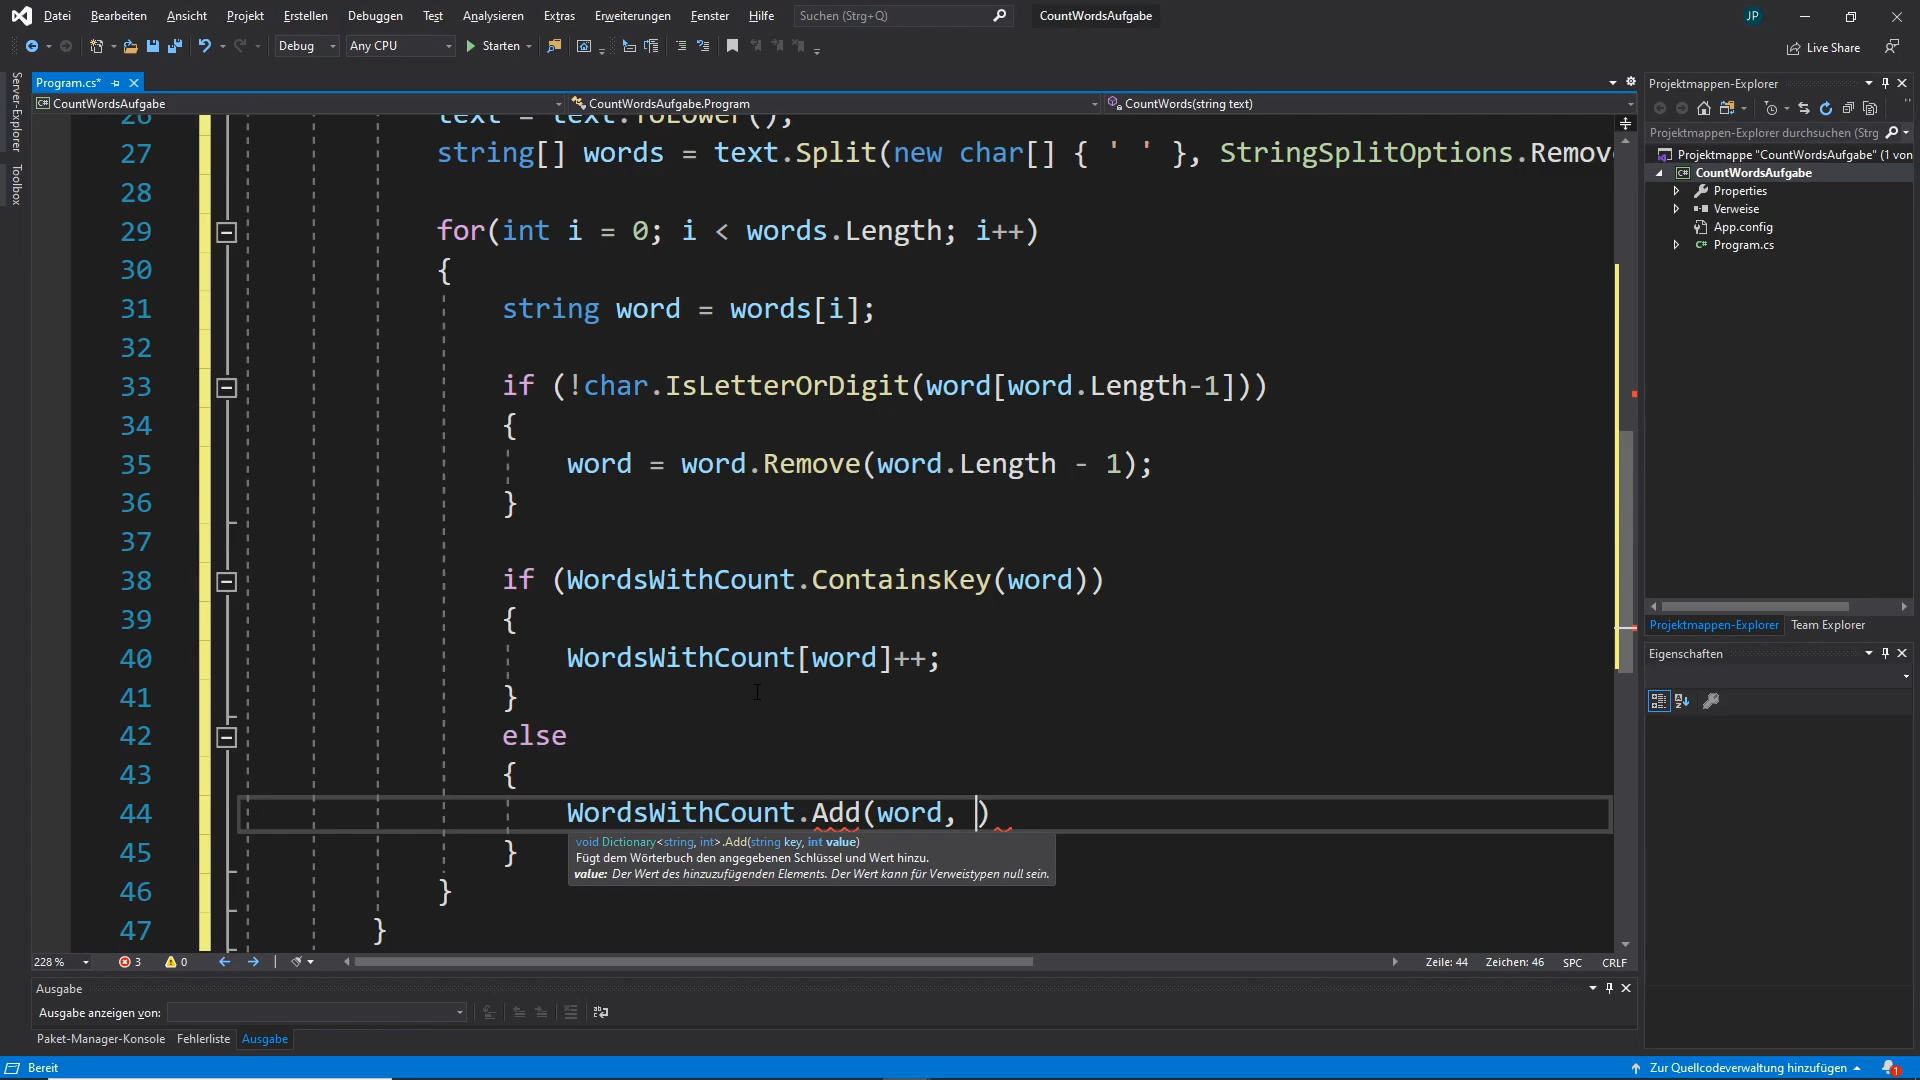 Datei Bearbeiten Ansicht Projekt Erstellen Debuggen Test Analysieren Extras Erweiterungen Fenster Hilfe Suchen (Strg+Q) CountWordsAufgabe JP
Debug Any CPU Starten Live Share
Server-Explorer
Toolbox
Program.cs*
CountWordsAufgabe CountWordsAufgabe.Program CountWords(string text)
26 text = text.ToLower();
27 string[] words = text.Split(new char[] { ' ' }, StringSplitOptions.Remov
28
29 for(int i = 0; i < words.Length; i++)
30 {
31 string word = words[i];
32
33 if (!char.IsLetterOrDigit(word[word.Length-1]))
34 {
35 word = word.Remove(word.Length - 1);
36 }
37
38 if (WordsWithCount.ContainsKey(word))
39 {
40 WordsWithCount[word]++;
41 }
42 else
43 {
44 WordsWithCount.Add(word, )
void Dictionary<string, int>.Add(string key, int value)
Fügt dem Wörterbuch den angegebenen Schlüssel und Wert hinzu.
value: Der Wert des hinzuzufügenden Elements. Der Wert kann für Verweistypen null sein.
45 }
46 }
47 }
228 % 3 0 Zeile: 44 Zeichen: 46 SPC CRLF
Ausgabe
Ausgabe anzeigen von:
Paket-Manager-Konsole Fehlerliste Ausgabe
Bereit Zur Quellcodeverwaltung hinzufügen 1
Projektmappen-Explorer
Projektmappen-Explorer durchsuchen (Strg
Projektmappe "CountWordsAufgabe" (1 von
CountWordsAufgabe
Properties
Verweise
App.config
Program.cs
Projektmappen-Explorer Team Explorer
Eigenschaften